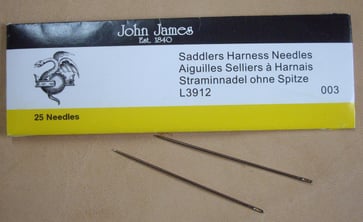 John James
Est. 1840
Saddlers Harness Needles
Aiguilles Selliers à Harnais
Straminnadel ohne Spitze
L3912 003
25 Needles